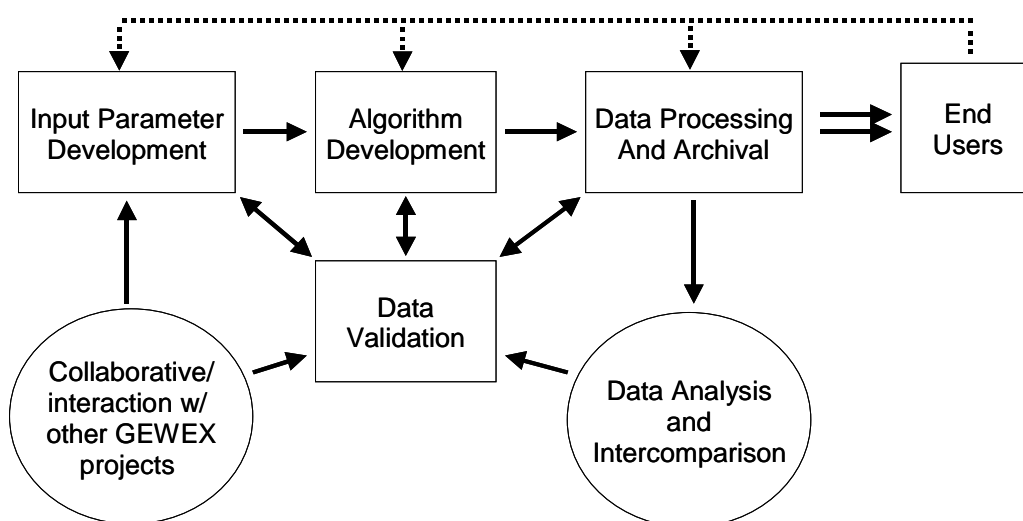 Input Parameter
Development
Algorithm
Development
Data Processing
And Archival
End
Users
Data
Validation
Collaborative/
interaction w/
other GEWEX
projects
Data Analysis
and
Intercomparison